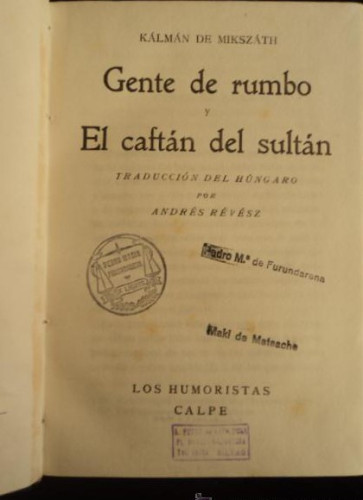 KÁLMÁN DE MIKSZÁTH
Gente de rumbo
y
El caftán del sultán
TRADUCCIÓN DEL HÚNGARO
POR
ANDRÉS RÉVÉSZ
Pedro M.ª de Furundarena
Maki de Mateache
LOS HUMORISTAS
CALPE